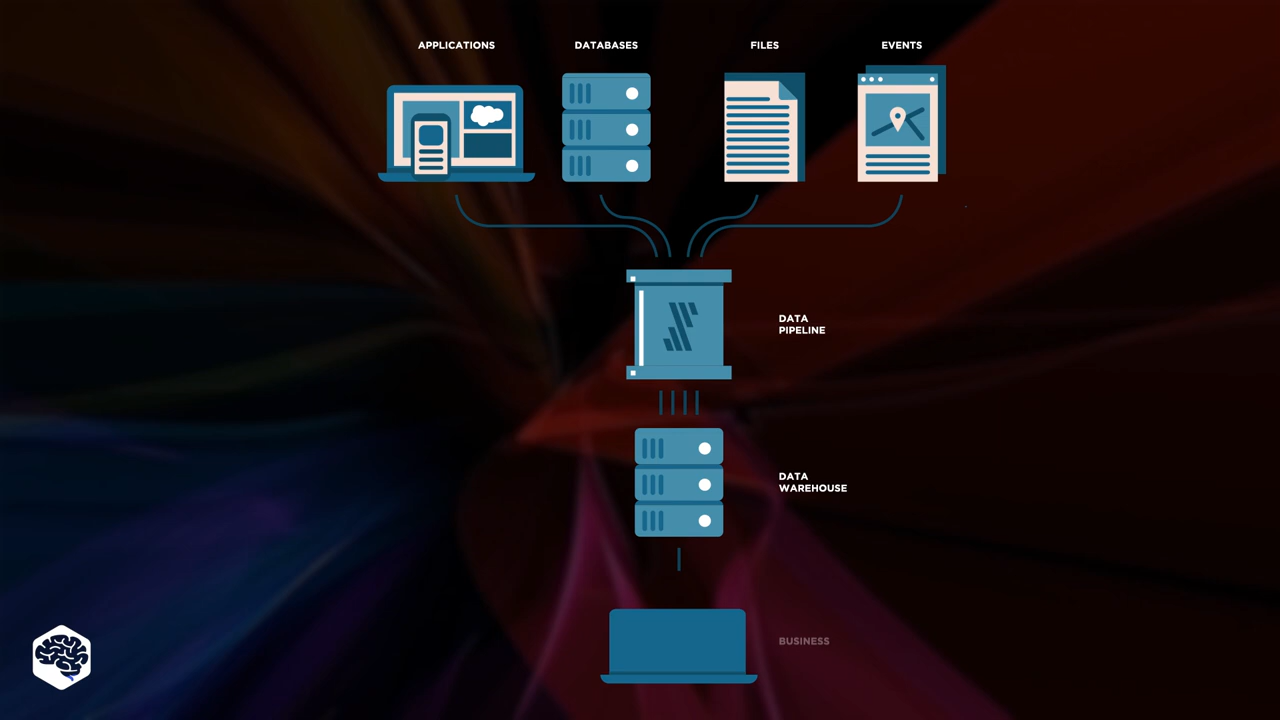 APPLICATIONS
DATABASES
FILES
EVENTS
DATA
PIPELINE
DATA
WAREHOUSE
BUSINESS